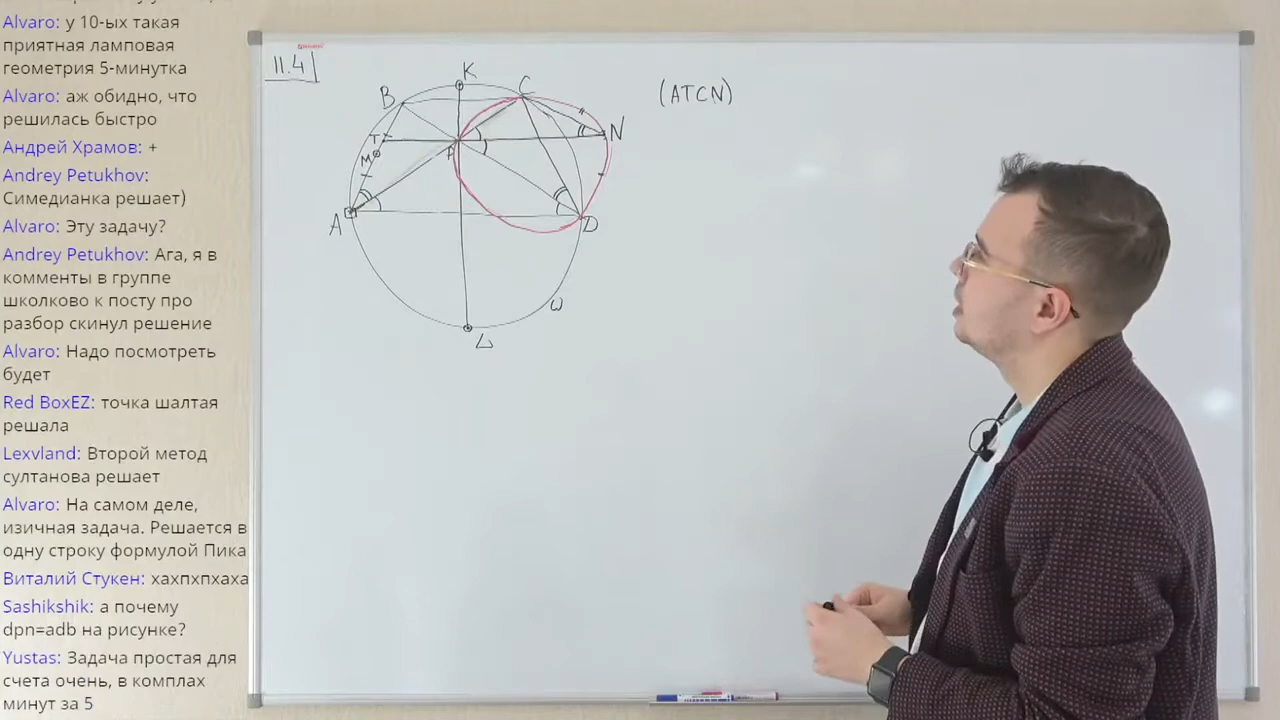 Alvaro: у 10-ых такая
приятная ламповая
геометрия 5-минутка
Alvaro: аж обидно, что
решилась быстро
Андрей Храмов: +
Andrey Petukhov:
Симедианка решает)
Alvaro: Эту задачу?
Andrey Petukhov: Ага, я в
комменты в группе
школково к посту про
разбор скинул решение
Alvaro: Надо посмотреть
будет
Red BoxEZ: точка шалтая
решала
Lexvland: Второй метод
султанова решает
Alvaro: На самом деле,
изичная задача. Решается в
одну строку формулой Пика
Виталий Стукен: хахпхпхаха
Sashikshik: а почему
dpn=adb на рисунке?
Yustas: Задача простая для
счета очень, в комплах
минут за 5
11.4
K
B
C
T
N
M
P
A
D
ω
L
(ATCN)